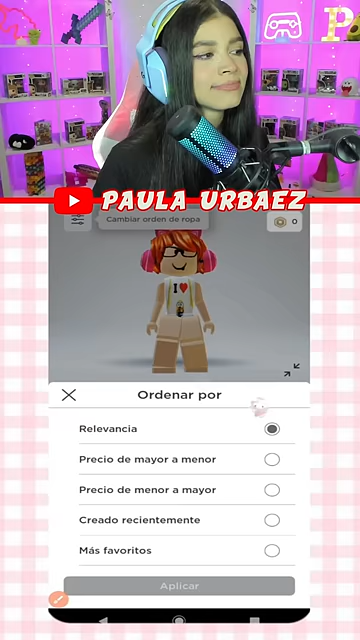 P
PAULA URBAEZ
Cambiar orden de ropa
0
I ❤
Ordenar por
Relevancia
Precio de mayor a menor
Precio de menor a mayor
Creado recientemente
Más favoritos
Aplicar